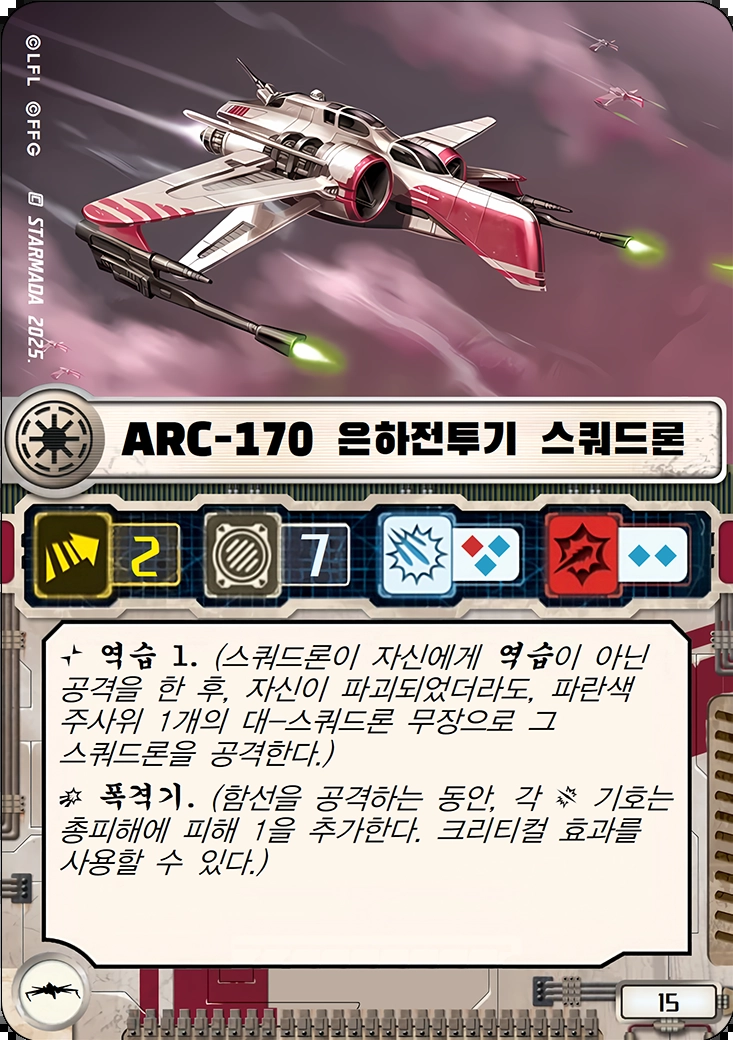 ©LFL ©FFG
STARMADA 2025.
ARC-170 은하전투기 스쿼드론
2
7
역습 1. (스쿼드론이 자신에게 역습이 아닌
공격을 한 후, 자신이 파괴되었더라도, 파란색
주사위 1개의 대-스쿼드론 무장으로 그
스쿼드론을 공격한다.)
폭격기. (함선을 공격하는 동안, 각 기호는
총피해에 피해 1을 추가한다. 크리티컬 효과를
사용할 수 있다.)
15